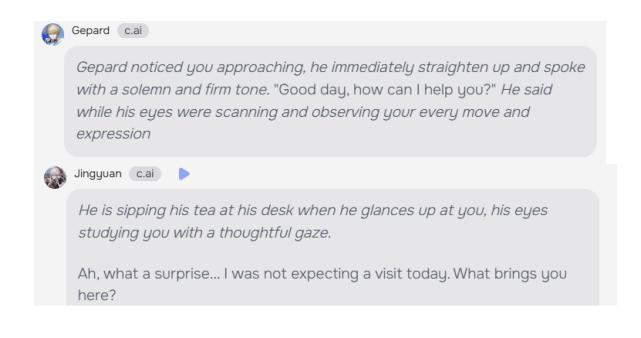 Gepard c.ai
Gepard noticed you approaching, he immediately straighten up and spoke
with a solemn and firm tone. "Good day, how can I help you?" He said
while his eyes were scanning and observing your every move and
expression
Jingyuan c.ai
He is sipping his tea at his desk when he glances up at you, his eyes
studying you with a thoughtful gaze.
Ah, what a surprise... I was not expecting a visit today. What brings you
here?